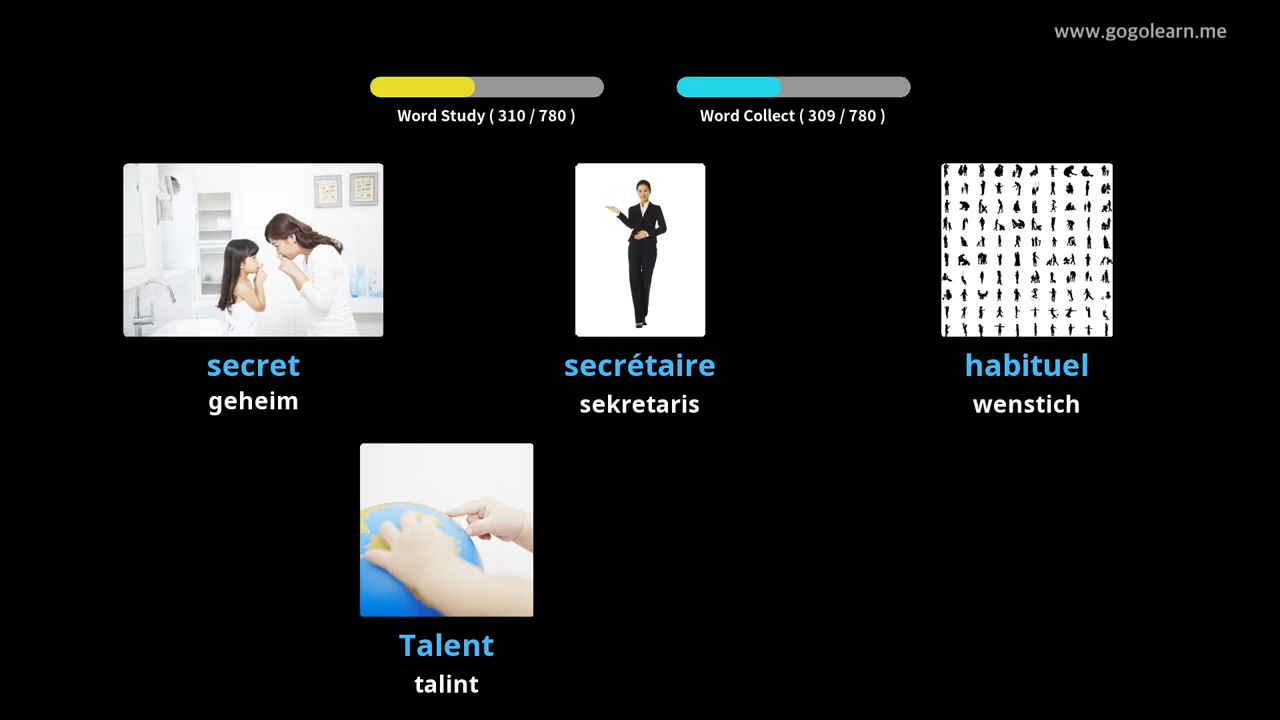 www.gogolearn.me
Word Study ( 310 / 780 )
Word Collect ( 309 / 780 )
secret
geheim
secrétaire
sekretaris
habituel
wenstich
Talent
talint